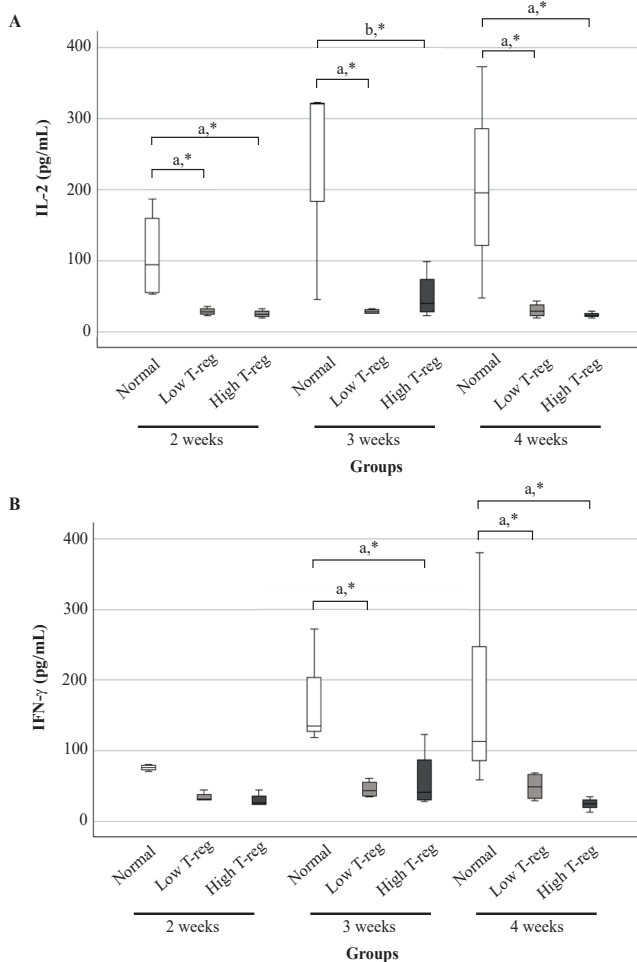 A
400
300
200
100
0
IL-2 (pg/mL)
a,*
a,*
b,*
a,*
a,*
a,*
Normal
Low T-reg
High T-reg
Normal
Low T-reg
High T-reg
Normal
Low T-reg
High T-reg
2 weeks
3 weeks
4 weeks
Groups
B
400
300
200
100
0
IFN-γ (pg/mL)
a,*
a,*
a,*
a,*
Normal
Low T-reg
High T-reg
Normal
Low T-reg
High T-reg
Normal
Low T-reg
High T-reg
2 weeks
3 weeks
4 weeks
Groups